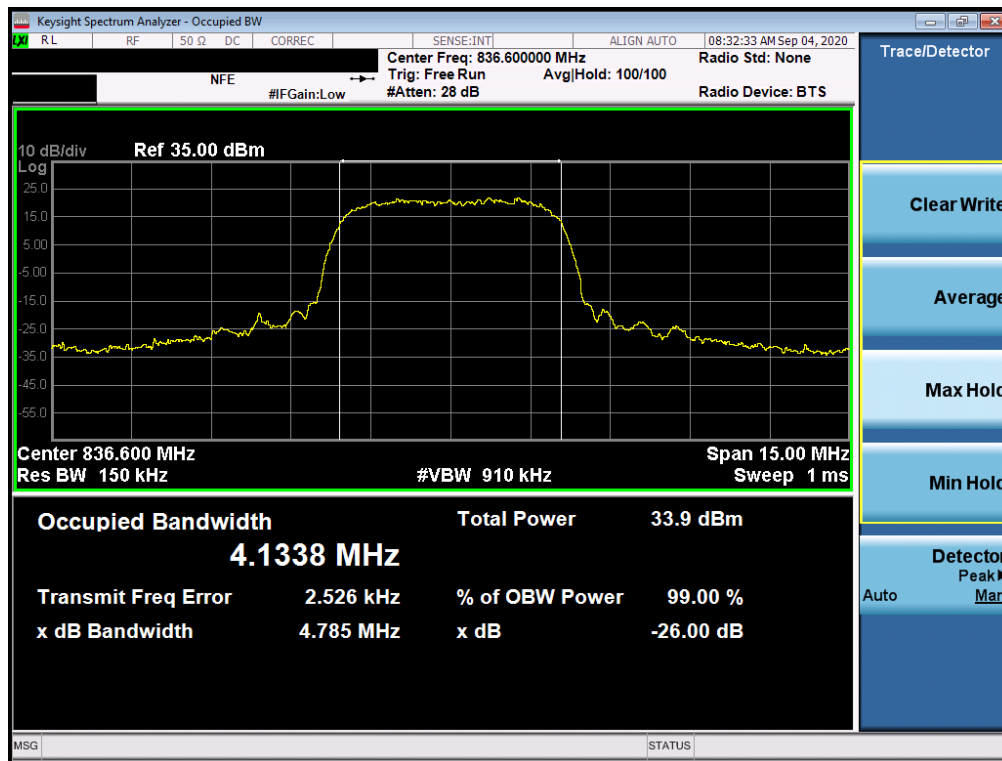 Keysight Spectrum Analyzer - Occupied BW
LXI RL RF 50 Ω DC CORREC SENSE:INT ALIGN AUTO 08:32:33 AM Sep 04, 2020
Center Freq: 836.600000 MHz Radio Std: None
NFE Trig: Free Run Avg|Hold: 100/100
#IFGain:Low #Atten: 28 dB Radio Device: BTS
10 dB/div Ref 35.00 dBm
Log
25.0
15.0
5.00
-5.00
-15.0
-25.0
-35.0
-45.0
-55.0
Center 836.600 MHz Span 15.00 MHz
Res BW 150 kHz #VBW 910 kHz Sweep 1 ms
Occupied Bandwidth Total Power 33.9 dBm
4.1338 MHz
Transmit Freq Error 2.526 kHz % of OBW Power 99.00 %
x dB Bandwidth 4.785 MHz x dB -26.00 dB
MSG STATUS
Trace/Detector
Clear Write
Average
Max Hold
Min Hold
Detector
Peak
Auto Man